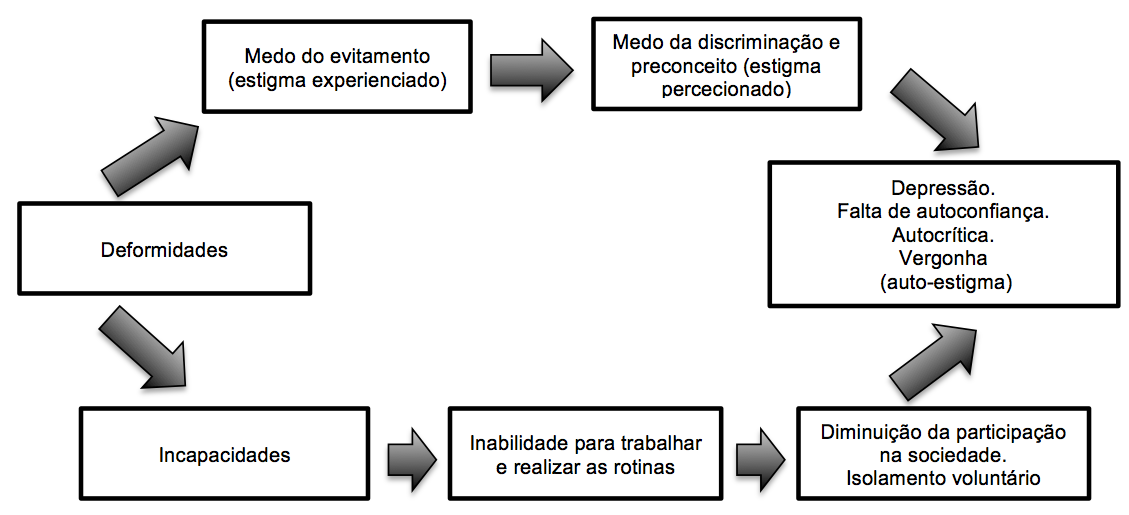 Medo do evitamento
(estigma experienciado)
Medo da discriminação e
preconceito (estigma
percecionado)
Depressão.
Falta de autoconfiança.
Autocrítica.
Vergonha
(auto-estigma)
Deformidades
Incapacidades
Inabilidade para trabalhar
e realizar as rotinas
Diminuição da participação
na sociedade.
Isolamento voluntário